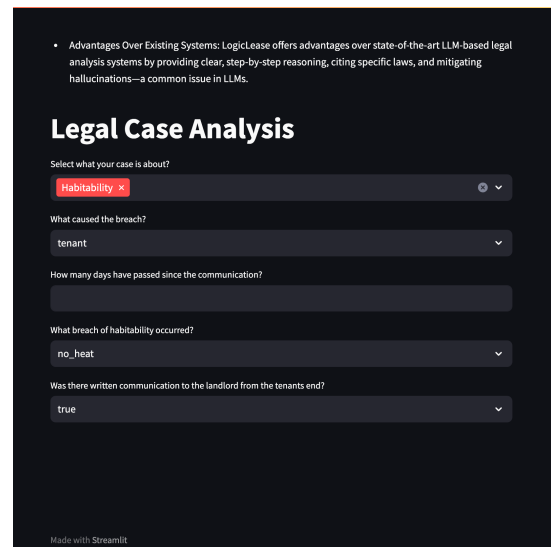 • Advantages Over Existing Systems: LogicLease offers advantages over state-of-the-art LLM-based legal
analysis systems by providing clear, step-by-step reasoning, citing specific laws, and mitigating
hallucinations—a common issue in LLMs.
Legal Case Analysis
Select what your case is about?
Habitability ×
What caused the breach?
tenant
How many days have passed since the communication?
What breach of habitability occurred?
no_heat
Was there written communication to the landlord from the tenants end?
true
Made with Streamlit